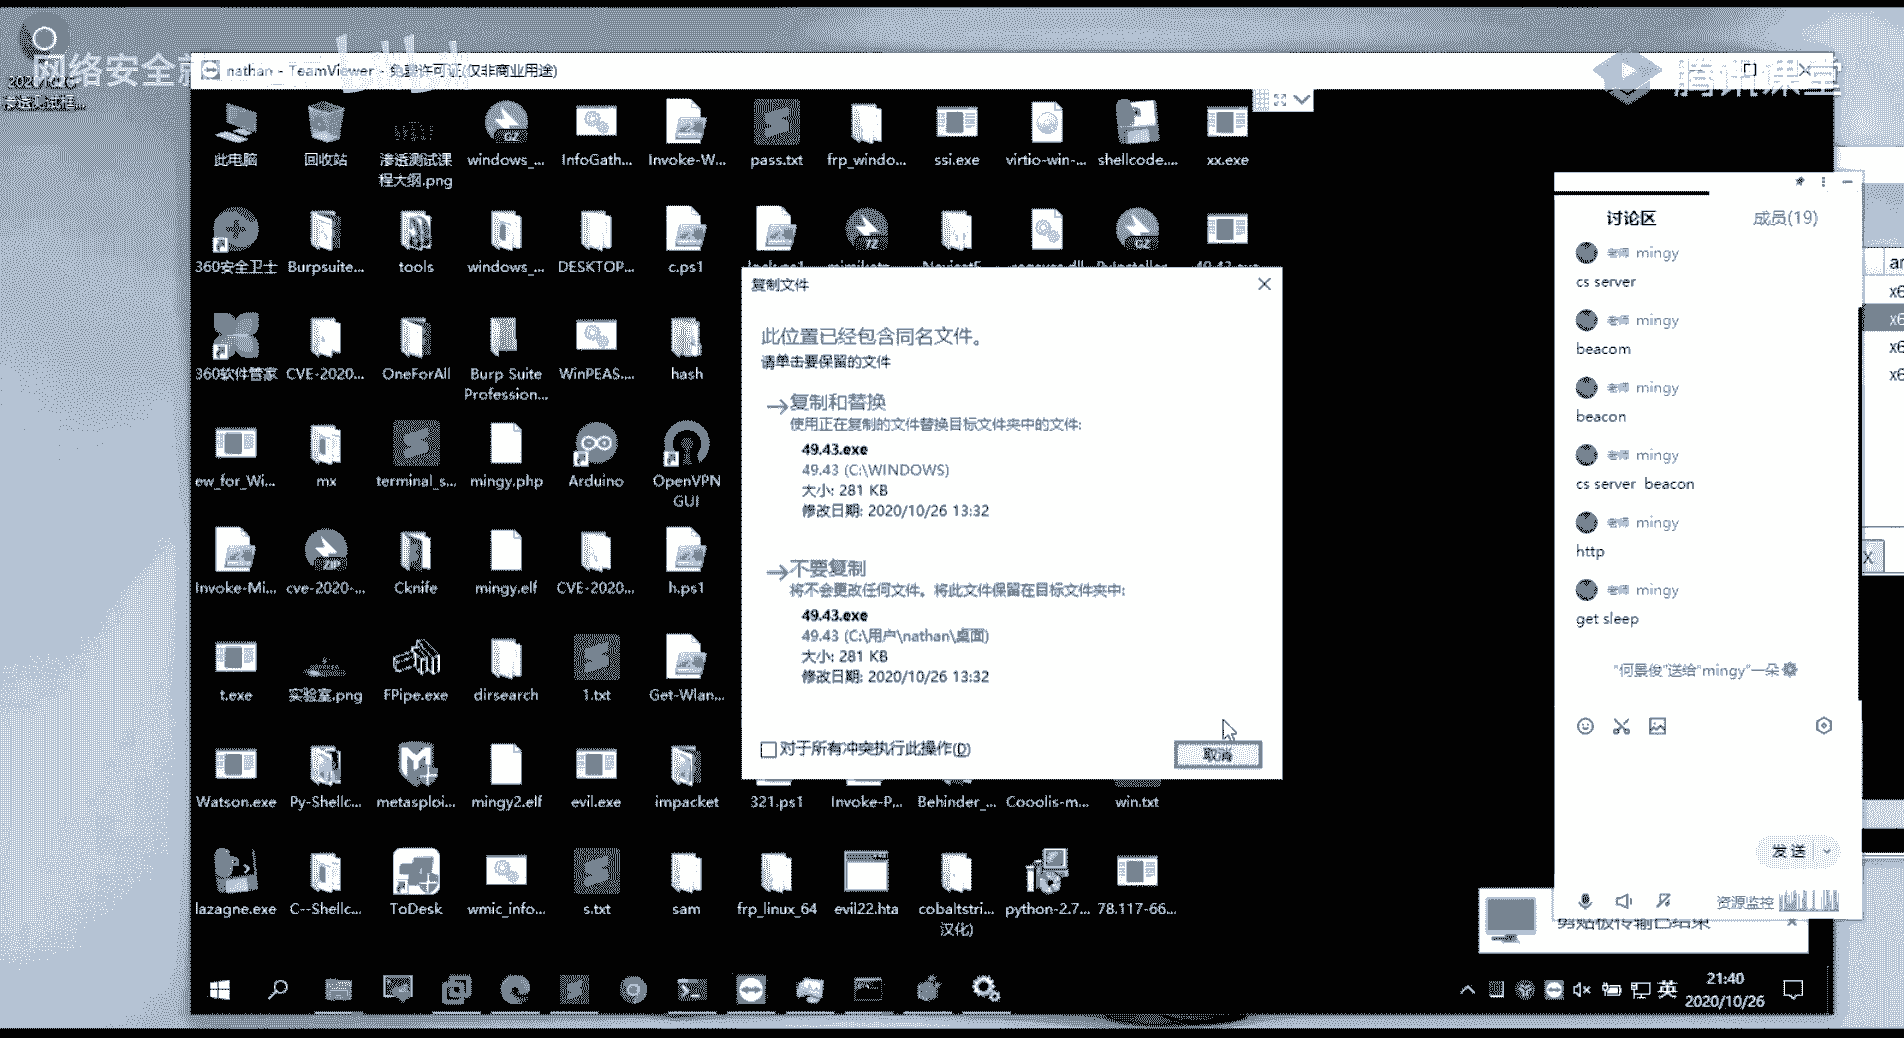 网络安全
nathan - TeamViewer - 免费许可证(仅非商业用途)
腾讯课堂
此电脑
回收站
渗透测试课程大纲.png
windows_...
InfoGath...
Invoke-W...
pass.txt
frp_windo...
ssi.exe
virtio-win-...
shellcode....
xx.exe
360安全卫士
Burpsuite...
tools
windows_...
DESKTOP...
c.ps1
360软件管家
CVE-2020...
OneForAll
Burp Suite
Profession...
WinPEAS....
hash
ew_for_Wi...
mx
terminal_s...
mingy.php
Arduino
OpenVPN
GUI
Invoke-Mi...
cve-2020-...
Cknife
mingy.elf
CVE-2020...
h.ps1
t.exe
实验室.png
FPipe.exe
dirsearch
1.txt
Get-Wlan...
Watson.exe
Py-Shellc...
metasploi...
mingy2.elf
evil.exe
impacket
321.ps1
Invoke-P...
Behinder_...
Cooolis-m...
win.txt
lazagne.exe
C--Shellc...
ToDesk
wmic_info...
s.txt
sam
frp_linux_64
evil22.hta
cobaltstri...
汉化)
python-2.7...
78.117-66...
复制文件
此位置已经包含同名文件。
请单击要保留的文件
复制和替换
使用正在复制的文件替换目标文件夹中的文件:
49.43.exe
49.43 (C:\WINDOWS)
大小: 281 KB
修改日期: 2020/10/26 13:32
不要复制
将不会更改任何文件。将此文件保留在目标文件夹中:
49.43.exe
49.43 (C:\用户\nathan\桌面)
大小: 281 KB
修改日期: 2020/10/26 13:32
对于所有冲突执行此操作(D)
取消
讨论区
成员(19)
老师 mingy
cs server
老师 mingy
beacom
老师 mingy
beacon
老师 mingy
cs server beacon
老师 mingy
http
老师 mingy
get sleep
"何景俊"送给"mingy"一朵
发送
资源监控
剪贴板传输已结束
英
21:40
2020/10/26